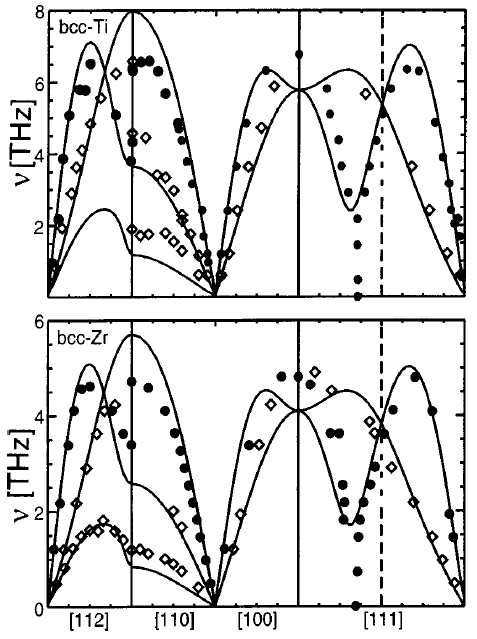 8
bcc-Ti
6
ν [THz]
4
2
6
bcc-Zr
4
ν [THz]
2
0
[112] [110] [100] [111]